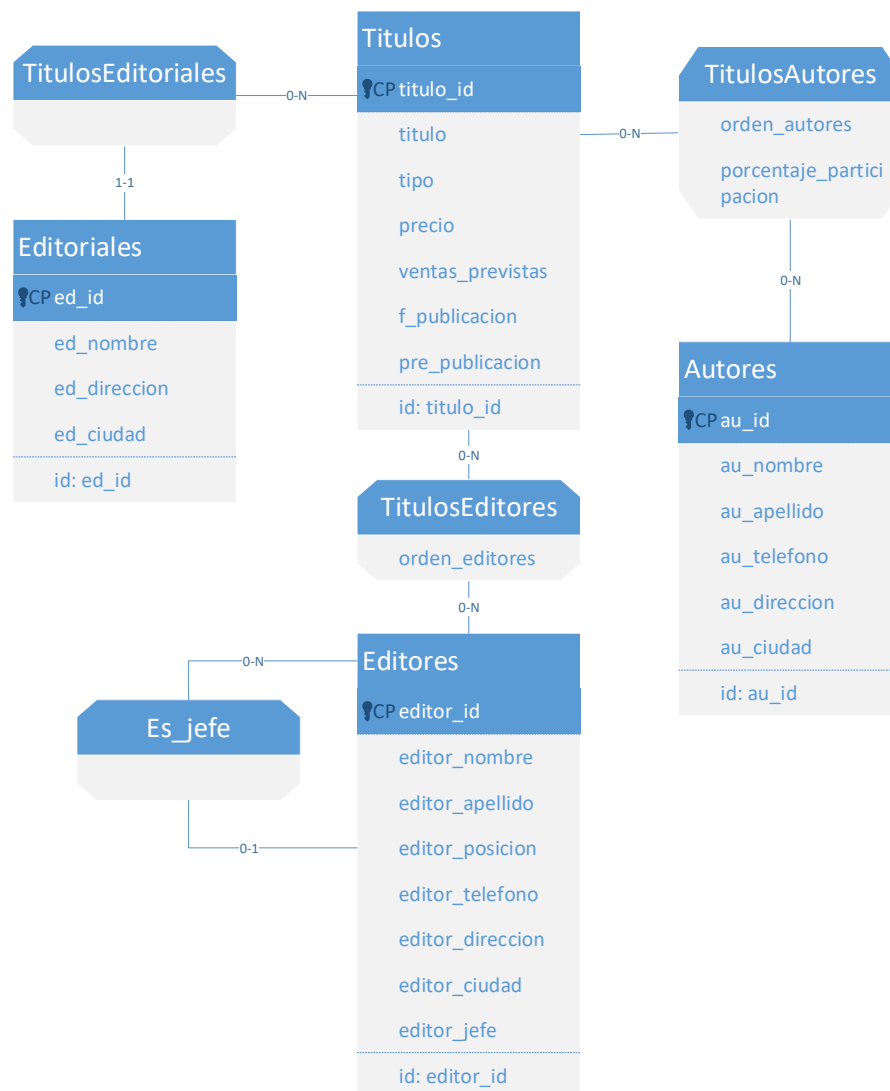 TitulosEditoriales
0-N
1-1
Editoriales
CP ed_id
ed_nombre
ed_direccion
ed_ciudad
id: ed_id
Titulos
CP titulo_id
titulo
tipo
precio
ventas_previstas
f_publicacion
pre_publicacion
id: titulo_id
0-N
TitulosAutores
orden_autores
porcentaje_partici
pacion
0-N
Autores
CP au_id
au_nombre
au_apellido
au_telefono
au_direccion
au_ciudad
id: au_id
0-N
TitulosEditores
orden_editores
0-N
Editores
CP editor_id
editor_nombre
editor_apellido
editor_posicion
editor_telefono
editor_direccion
editor_ciudad
editor_jefe
id: editor_id
0-N
Es_jefe
0-1